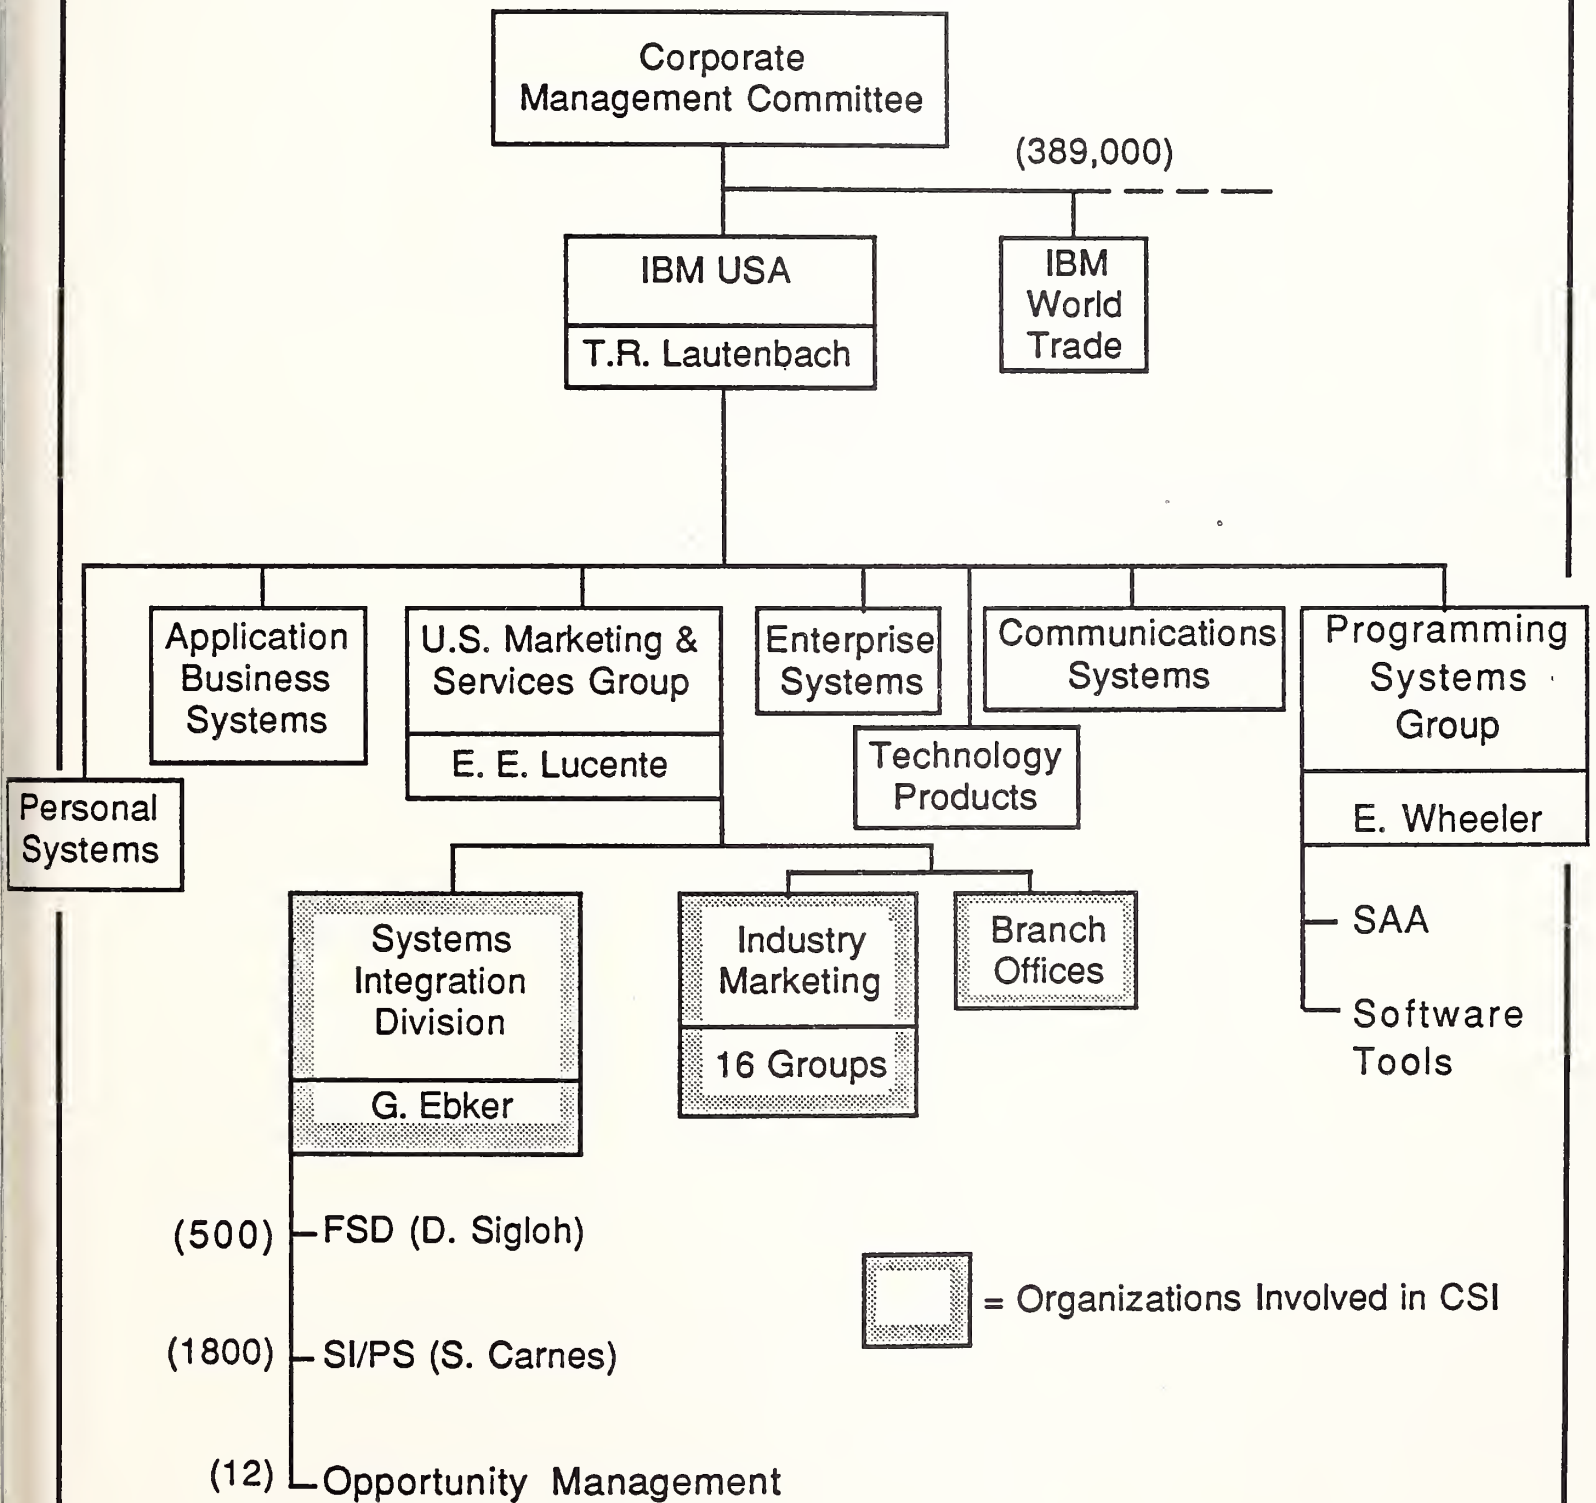 Corporate
Management Committee
(389,000)
IBM USA
T.R. Lautenbach
IBM
World
Trade
Personal
Systems
Application
Business
Systems
U.S. Marketing &
Services Group
E. E. Lucente
Enterprise
Systems
Technology
Products
Communications
Systems
Programming
Systems
Group
E. Wheeler
SAA
Software
Tools
Systems
Integration
Division
G. Ebker
Industry
Marketing
16 Groups
Branch
Offices
(500) FSD (D. Sigloh)
(1800) SI/PS (S. Carnes)
(12) Opportunity Management
= Organizations Involved in CSI